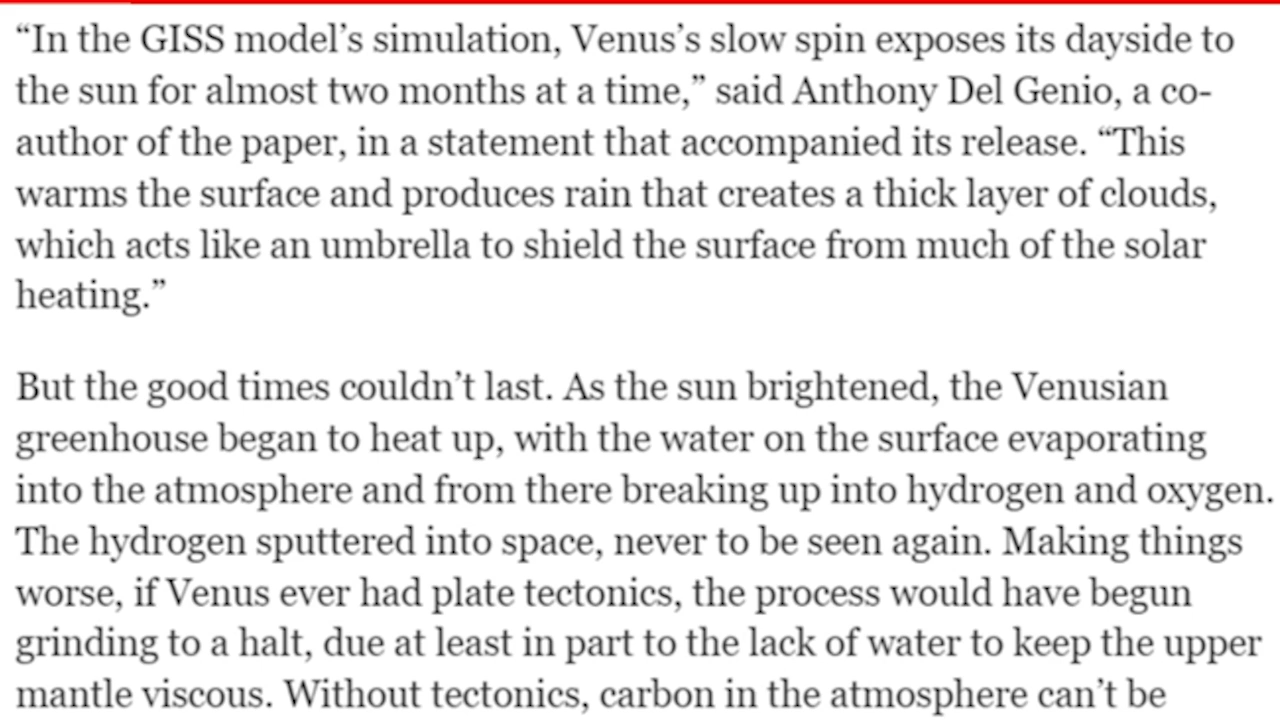 “In the GISS model’s simulation, Venus’s slow spin exposes its dayside to
the sun for almost two months at a time,” said Anthony Del Genio, a co-
author of the paper, in a statement that accompanied its release. “This
warms the surface and produces rain that creates a thick layer of clouds,
which acts like an umbrella to shield the surface from much of the solar
heating.”
But the good times couldn’t last. As the sun brightened, the Venusian
greenhouse began to heat up, with the water on the surface evaporating
into the atmosphere and from there breaking up into hydrogen and oxygen.
The hydrogen sputtered into space, never to be seen again. Making things
worse, if Venus ever had plate tectonics, the process would have begun
grinding to a halt, due at least in part to the lack of water to keep the upper
mantle viscous. Without tectonics, carbon in the atmosphere can’t be